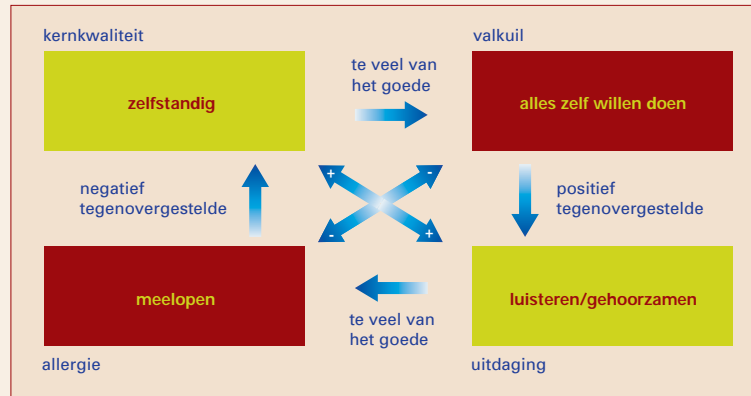 kernkwaliteit
valkuil
zelfstandig
te veel van
het goede
alles zelf willen doen
negatief
tegenovergestelde
+
-
-
+
positief
tegenovergestelde
meelopen
te veel van
het goede
luisteren/gehoorzamen
allergie
uitdaging